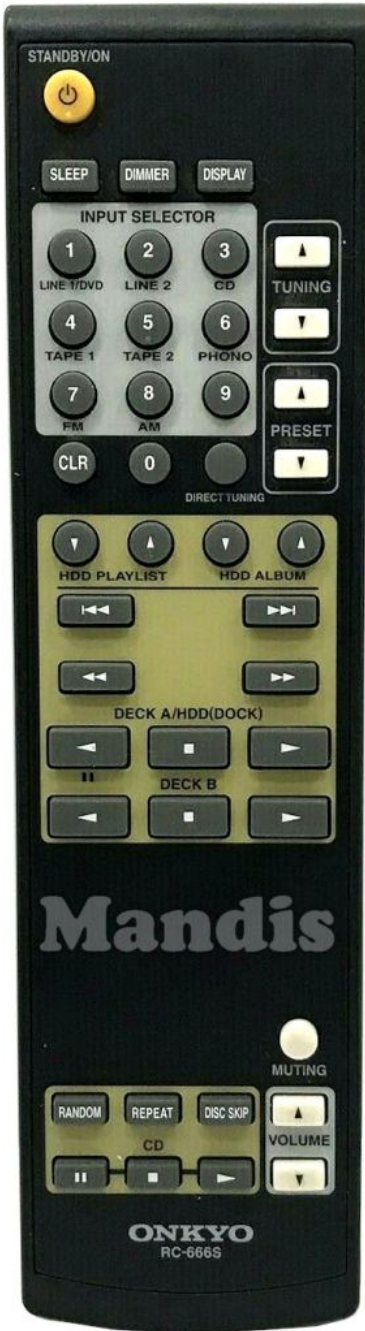 STANDBY/ON
SLEEP DIMMER DISPLAY
INPUT SELECTOR
1 2 3
LINE 1/DVD LINE 2 CD
TUNING
4 5 6
TAPE 1 TAPE 2 PHONO
7 8 9
FM AM
PRESET
CLR 0
DIRECT TUNING
HDD PLAYLIST HDD ALBUM
DECK A/HDD(DOCK)
DECK B
Mandis
MUTING
RANDOM REPEAT DISC SKIP
VOLUME
CD
ONKYO
RC-666S